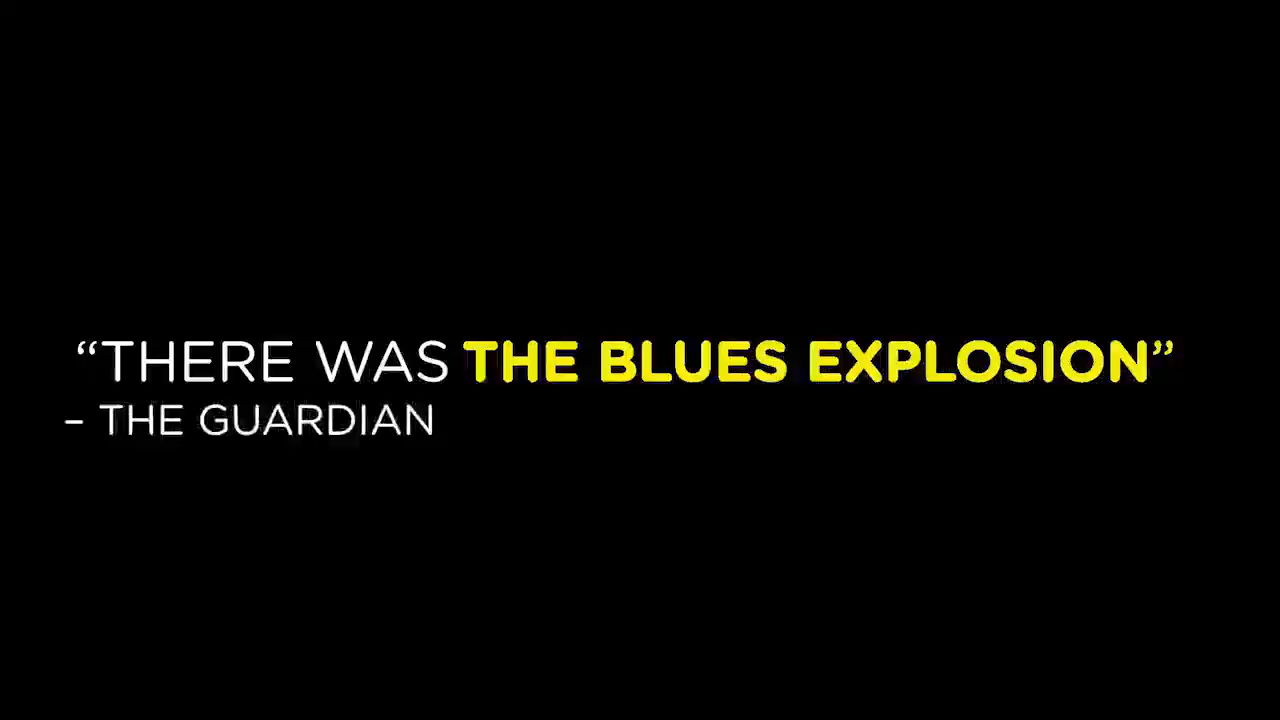 “THERE WAS THE BLUES EXPLOSION”
– THE GUARDIAN